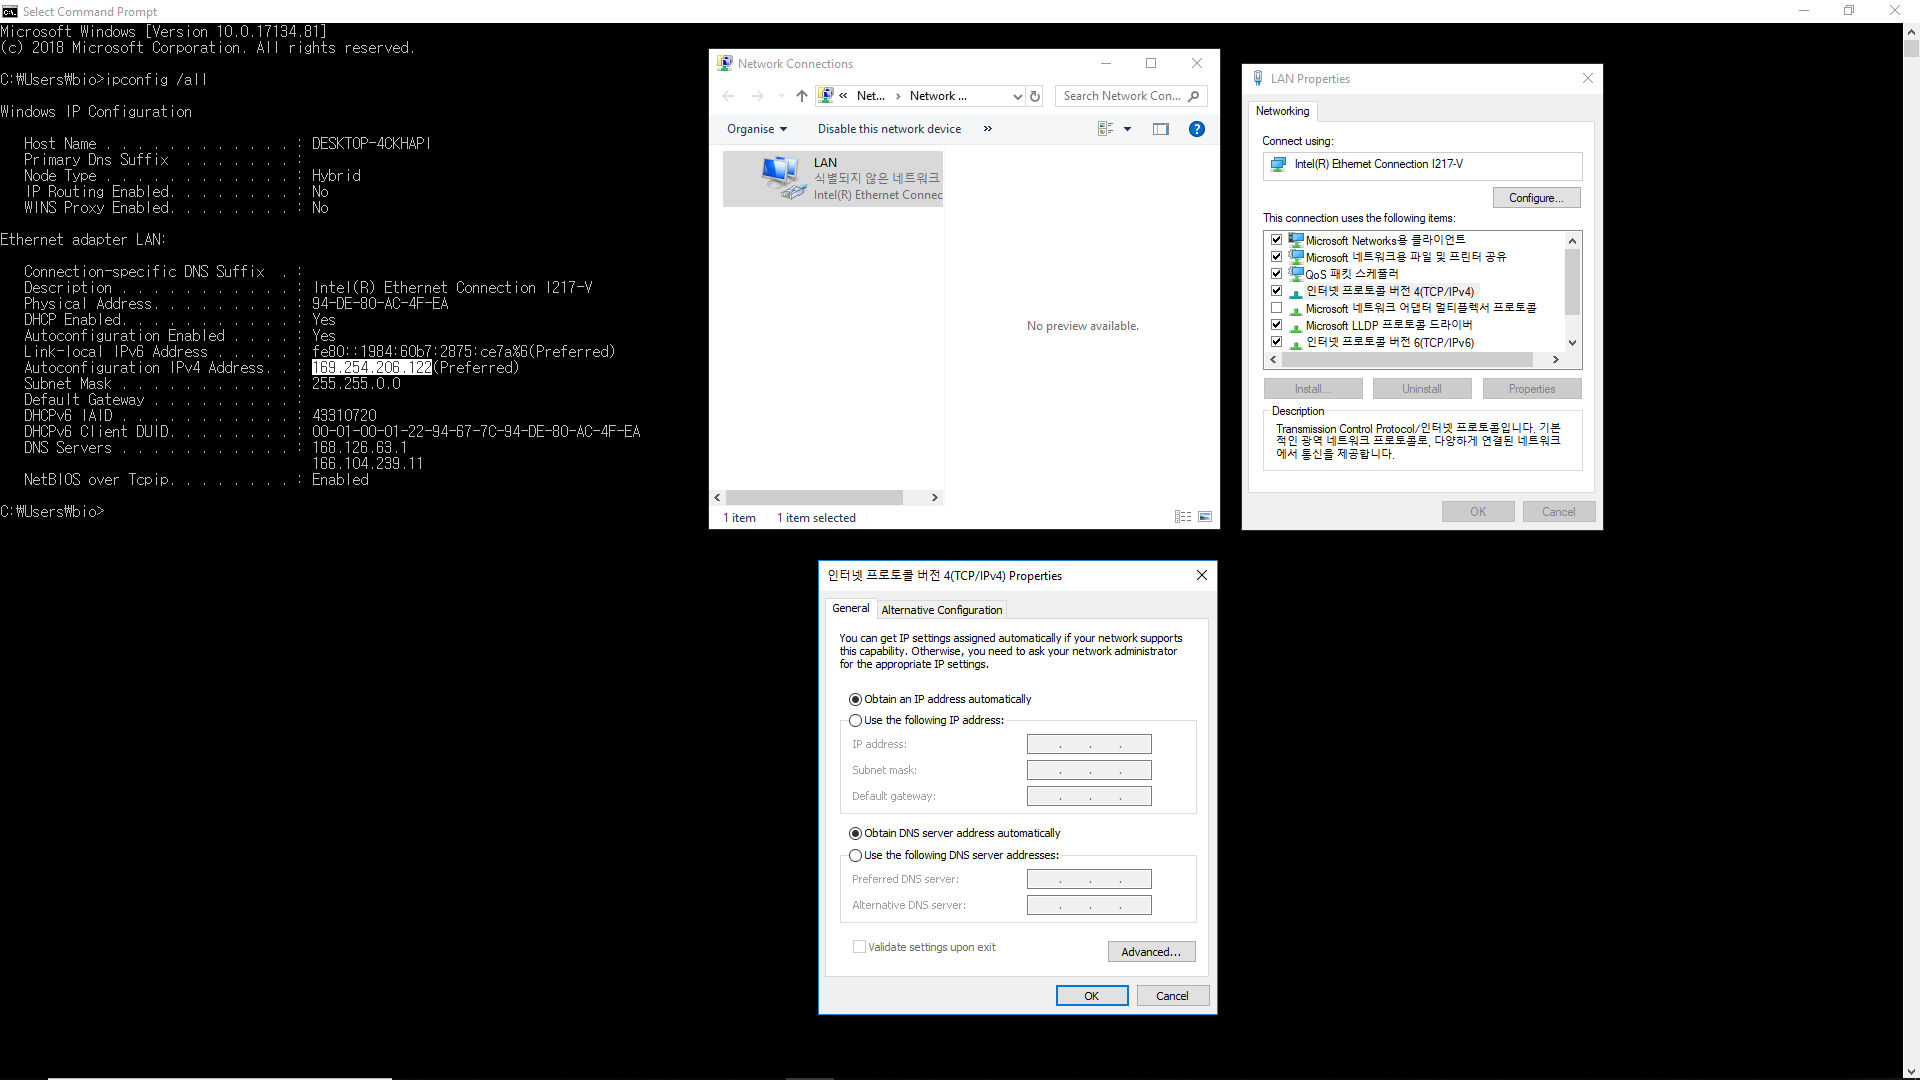 Select Command Prompt
Microsoft Windows [Version 10.0.17134.81]
(c) 2018 Microsoft Corporation. All rights reserved.
C:₩Users₩bio>ipconfig /all
Windows IP Configuration
Host Name . . . . . . . . . . . . : DESKTOP-4CKHAPI
Primary Dns Suffix  . . . . . . . :
Node Type . . . . . . . . . . . . : Hybrid
IP Routing Enabled. . . . . . . . : No
WINS Proxy Enabled. . . . . . . . : No
Ethernet adapter LAN:
Connection-specific DNS Suffix  . :
Description . . . . . . . . . . . : Intel(R) Ethernet Connection I217-V
Physical Address. . . . . . . . . : 94-DE-80-AC-4F-EA
DHCP Enabled. . . . . . . . . . . : Yes
Autoconfiguration Enabled . . . . : Yes
Link-local IPv6 Address . . . . . : fe80::1984:60b7:2875:ce7a%6(Preferred)
Autoconfiguration IPv4 Address. . : 169.254.206.122(Preferred)
Subnet Mask . . . . . . . . . . . : 255.255.0.0
Default Gateway . . . . . . . . . :
DHCPv6 IAID . . . . . . . . . . . : 43310720
DHCPv6 Client DUID. . . . . . . . : 00-01-00-01-22-94-67-7C-94-DE-80-AC-4F-EA
DNS Servers . . . . . . . . . . . : 168.126.63.1
166.104.239.11
NetBIOS over Tcpip. . . . . . . . : Enabled
C:₩Users₩bio>
Network Connections
« Net... › Network ...
Search Network Con...
Organise
Disable this network device
»
LAN
식별되지 않은 네트워크
Intel(R) Ethernet Connec
No preview available.
1 item
1 item selected
LAN Properties
Networking
Connect using:
Intel(R) Ethernet Connection I217-V
Configure...
This connection uses the following items:
Microsoft Networks용 클라이언트
Microsoft 네트워크용 파일 및 프린터 공유
QoS 패킷 스케줄러
인터넷 프로토콜 버전 4(TCP/IPv4)
Microsoft 네트워크 어댑터 멀티플렉서 프로토콜
Microsoft LLDP 프로토콜 드라이버
인터넷 프로토콜 버전 6(TCP/IPv6)
Install...
Uninstall
Properties
Description
Transmission Control Protocol/인터넷 프로토콜입니다. 기본
적인 광역 네트워크 프로토콜로, 다양하게 연결된 네트워크
에서 통신을 제공합니다.
OK
Cancel
인터넷 프로토콜 버전 4(TCP/IPv4) Properties
General
Alternative Configuration
You can get IP settings assigned automatically if your network supports
this capability. Otherwise, you need to ask your network administrator
for the appropriate IP settings.
Obtain an IP address automatically
Use the following IP address:
IP address:
Subnet mask:
Default gateway:
Obtain DNS server address automatically
Use the following DNS server addresses:
Preferred DNS server:
Alternative DNS server:
Validate settings upon exit
Advanced...
OK
Cancel